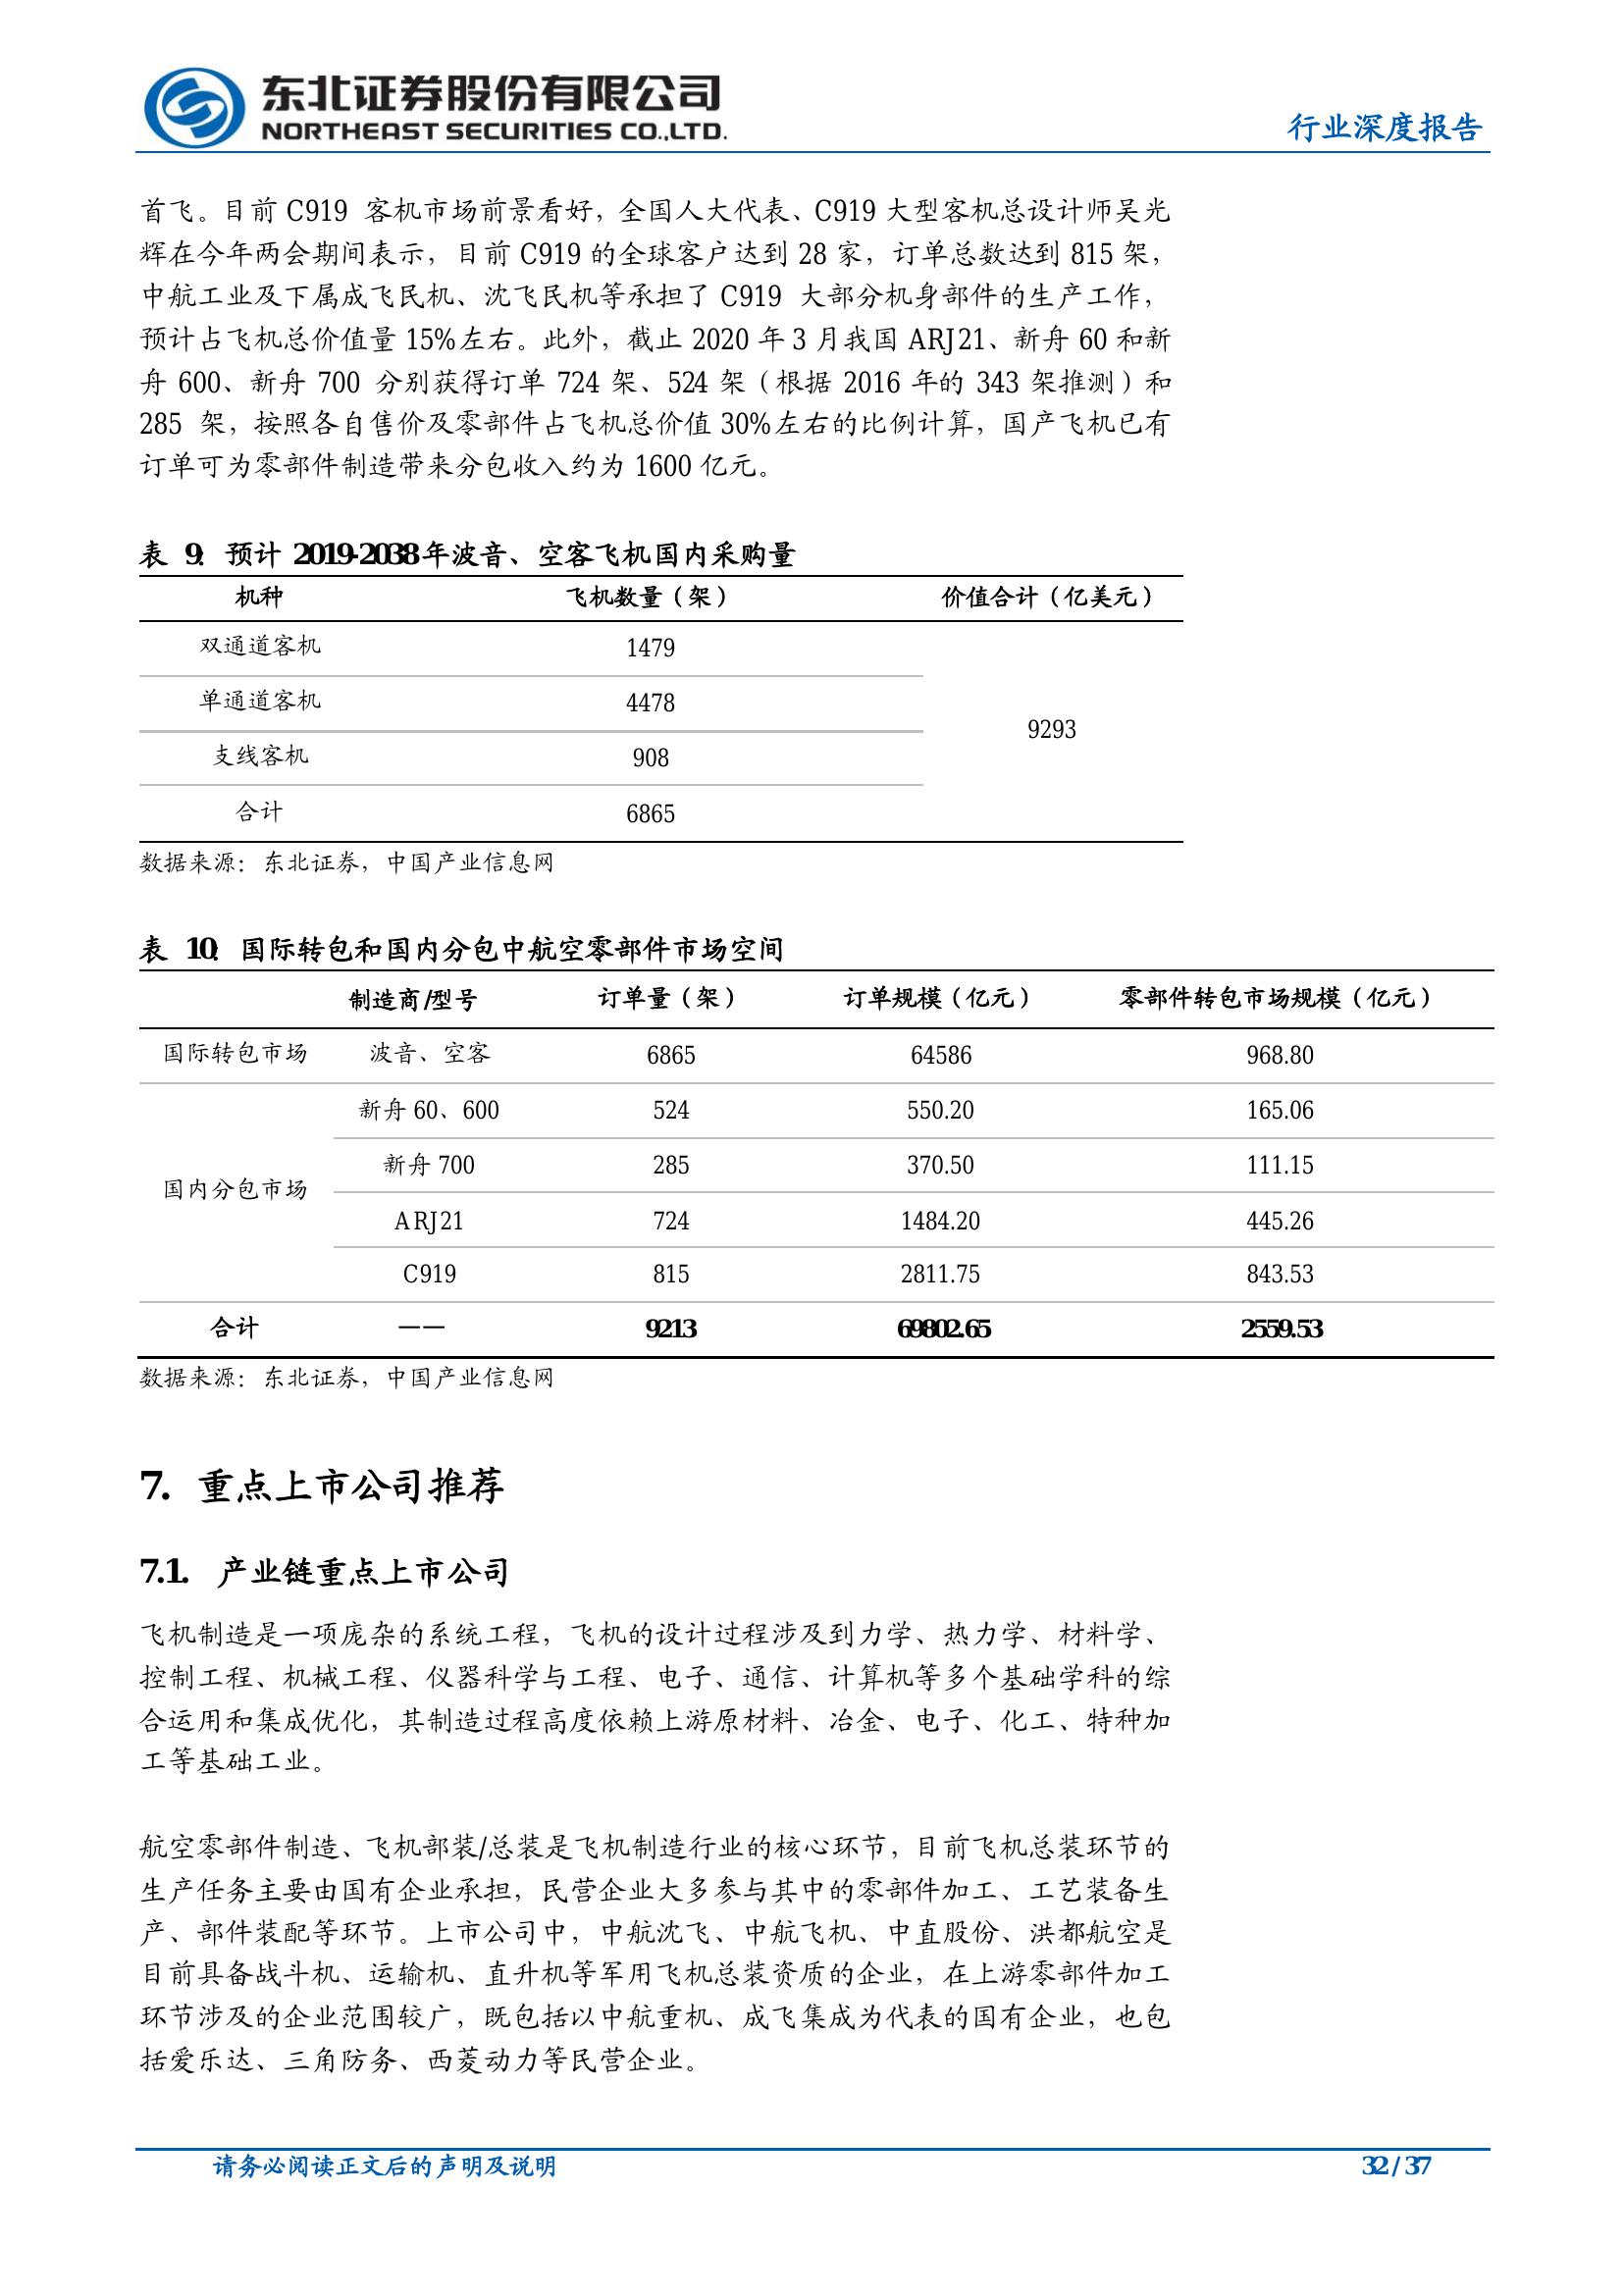 东北证券股份有限公司
NORTHEAST SECURITIES CO.,LTD.
行业深度报告
首飞。目前 C919 客机市场前景看好，全国人大代表、C919 大型客机总设计师吴光
辉在今年两会期间表示，目前 C919 的全球客户达到 28 家，订单总数达到 815 架，
中航工业及下属成飞民机、沈飞民机等承担了 C919 大部分机身部件的生产工作，
预计占飞机总价值量 15%左右。此外，截止 2020 年 3 月我国 ARJ21、新舟 60 和新
舟 600、新舟 700 分别获得订单 724 架、524 架（根据 2016 年的 343 架推测）和
285 架，按照各自售价及零部件占飞机总价值 30%左右的比例计算，国产飞机已有
订单可为零部件制造带来分包收入约为 1600 亿元。
表 9：预计 2019-2038 年波音、空客飞机国内采购量
机种 飞机数量（架） 价值合计（亿美元）
双通道客机 1479
单通道客机 4478
9293
支线客机 908
合计 6865
数据来源：东北证券，中国产业信息网
表 10：国际转包和国内分包中航空零部件市场空间
制造商/型号 订单量（架） 订单规模（亿元） 零部件转包市场规模（亿元）
国际转包市场 波音、空客 6865 64586 968.80
新舟 60、600 524 550.20 165.06
新舟 700 285 370.50 111.15
国内分包市场
ARJ21 724 1484.20 445.26
C919 815 2811.75 843.53
合计 —— 9213 69802.65 2559.53
数据来源：东北证券，中国产业信息网
7. 重点上市公司推荐
7.1. 产业链重点上市公司
飞机制造是一项庞杂的系统工程，飞机的设计过程涉及到力学、热力学、材料学、
控制工程、机械工程、仪器科学与工程、电子、通信、计算机等多个基础学科的综
合运用和集成优化，其制造过程高度依赖上游原材料、冶金、电子、化工、特种加
工等基础工业。
航空零部件制造、飞机部装/总装是飞机制造行业的核心环节，目前飞机总装环节的
生产任务主要由国有企业承担，民营企业大多参与其中的零部件加工、工艺装备生
产、部件装配等环节。上市公司中，中航沈飞、中航飞机、中直股份、洪都航空是
目前具备战斗机、运输机、直升机等军用飞机总装资质的企业，在上游零部件加工
环节涉及的企业范围较广，既包括以中航重机、成飞集成为代表的国有企业，也包
括爱乐达、三角防务、西菱动力等民营企业。
请务必阅读正文后的声明及说明
32 / 37